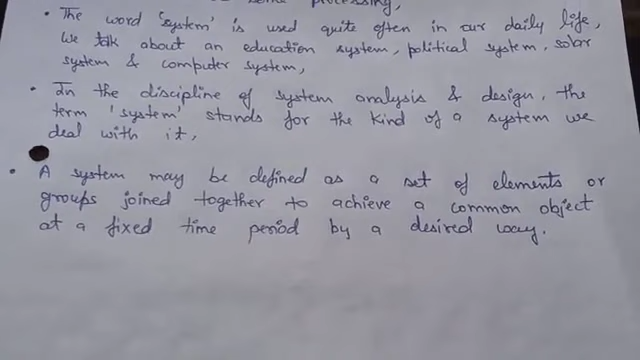 some processing,
• The word 'system' is used quite often in our daily life,
we talk about an education system, political system, solar
system & computer system,
• In the discipline of system analysis & design, the
term 'system' stands for the kind of a system we
deal with it,
• A system may be defined as a set of elements or
groups joined together to achieve a common object
at a fixed time period by a desired way.